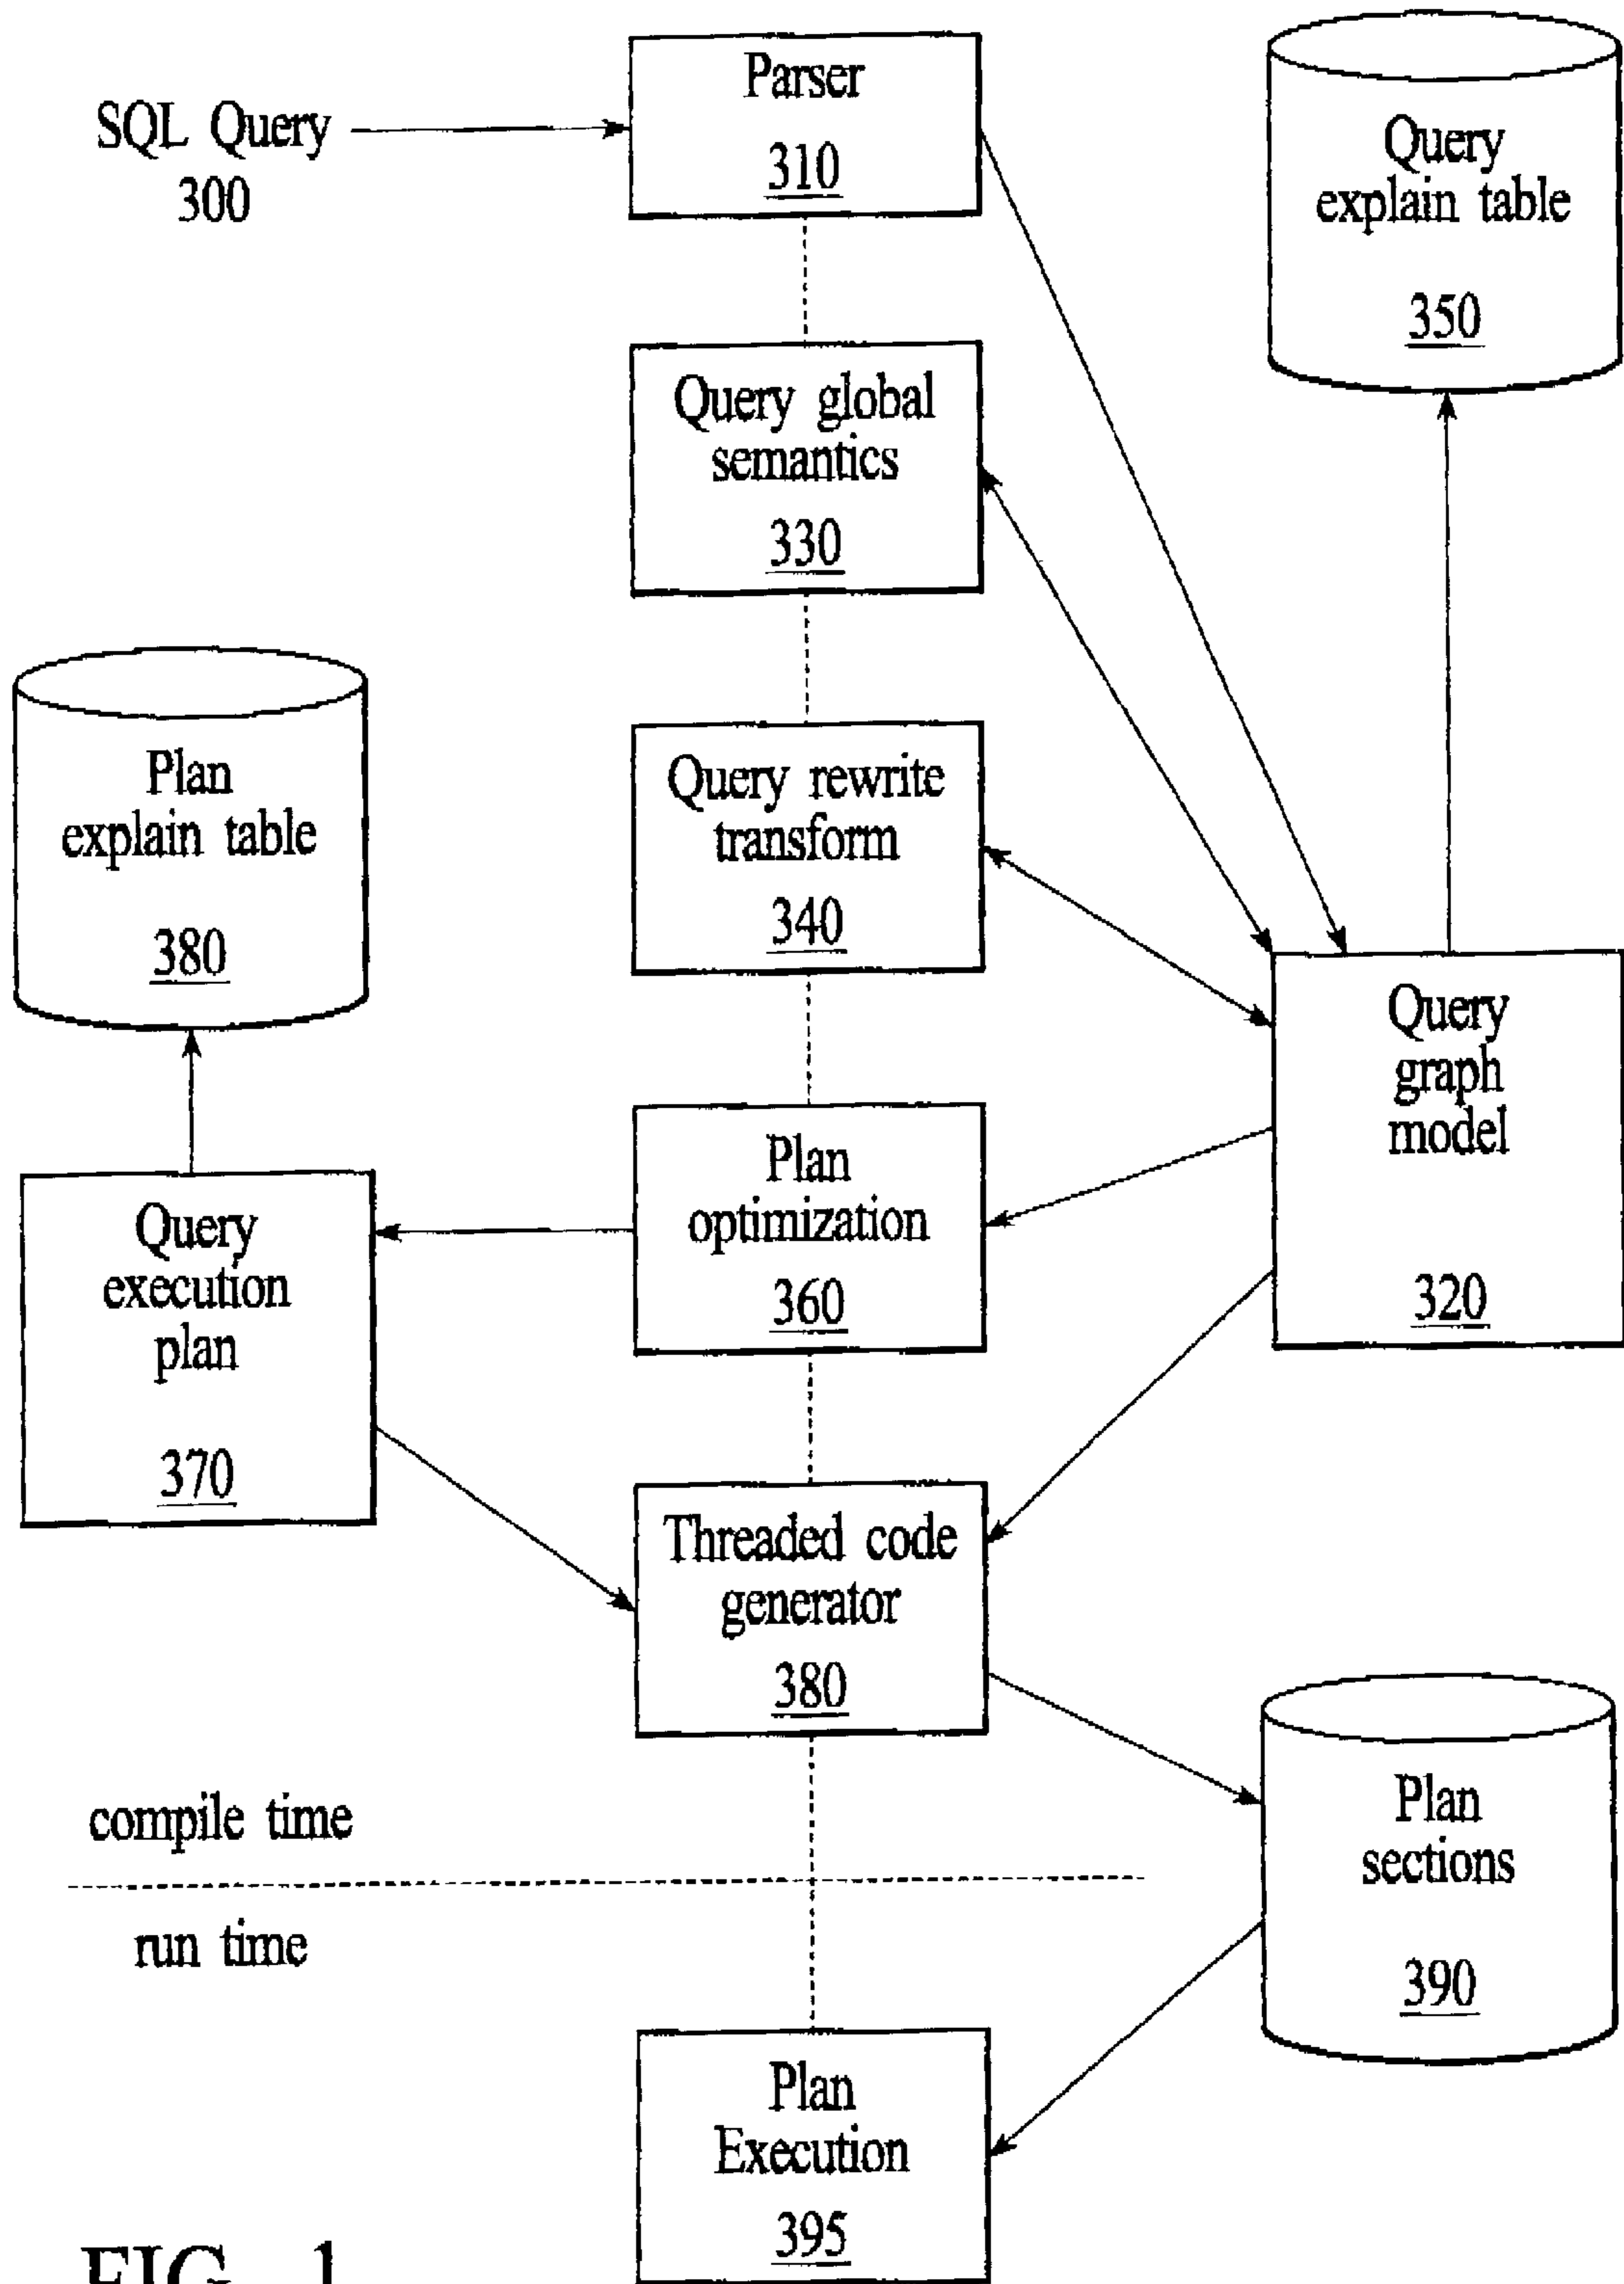 Parser
310
SQL Query
300
Query
explain table
350
Query global
semantics
330
Query rewrite
transform
340
Plan
explain table
380
Query
graph
model
320
Plan
optimization
360
Query
execution
plan
370
Threaded code
generator
380
Plan
sections
390
compile time
run time
Plan
Execution
395
FIG. 1